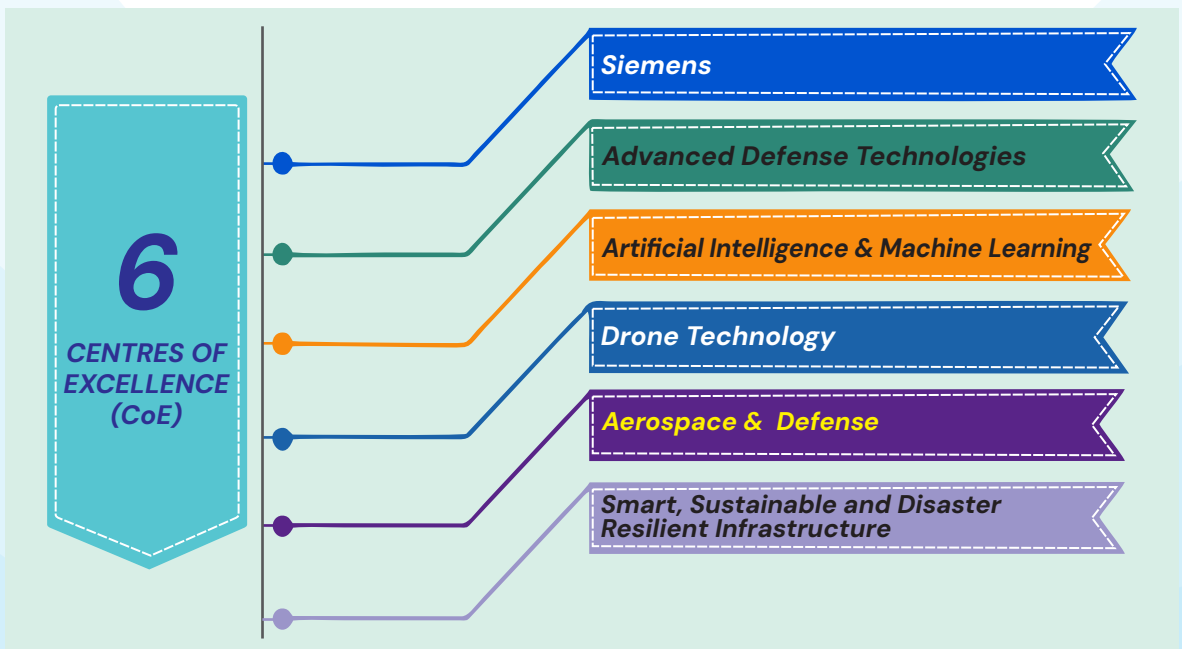 6
CENTRES OF
EXCELLENCE
(CoE)
Siemens
Advanced Defense Technologies
Artificial Intelligence & Machine Learning
Drone Technology
Aerospace & Defense
Smart, Sustainable and Disaster
Resilient Infrastructure